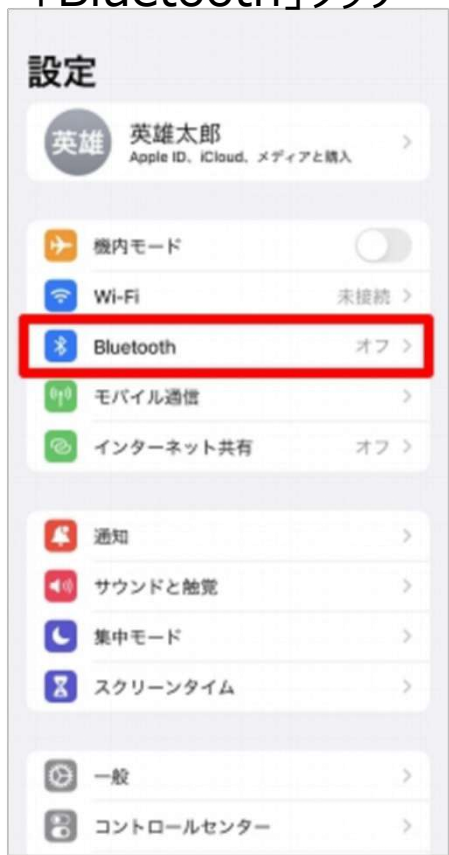 「Bluetooth」タップ
設定
英雄
英雄太郎
Apple ID、iCloud、メディアと購入
機内モード
Wi-Fi 未接続
Bluetooth オフ
モバイル通信
インターネット共有 オフ
通知
サウンドと触覚
集中モード
スクリーンタイム
一般
コントロールセンター